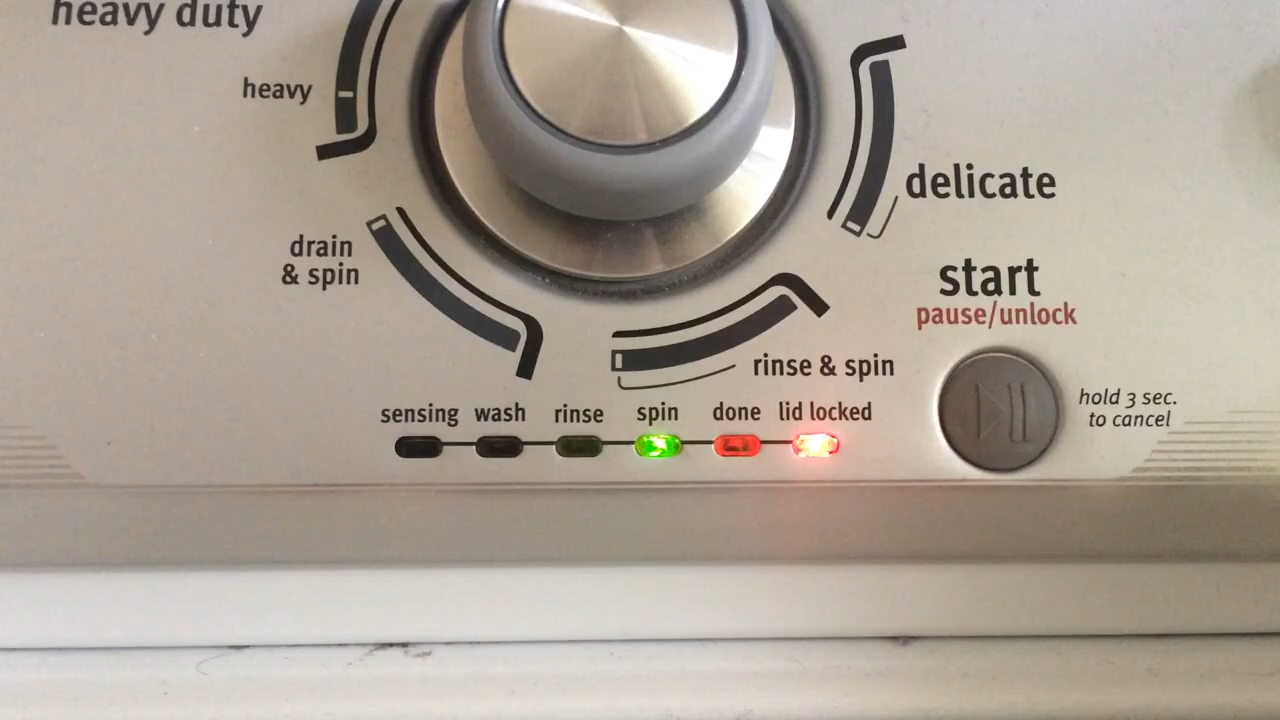 heavy duty
heavy
delicate
drain
& spin
start
pause/unlock
rinse & spin
hold 3 sec.
to cancel
sensing wash rinse spin done lid locked